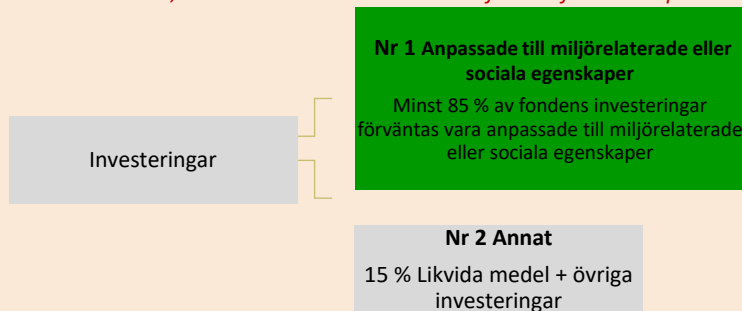 Nr 1 Anpassade till miljörelaterade eller
sociala egenskaper
Minst 85 % av fondens investeringar
förväntas vara anpassade till miljörelaterade
eller sociala egenskaper
Investeringar
Nr 2 Annat
15 % Likvida medel + övriga
investeringar